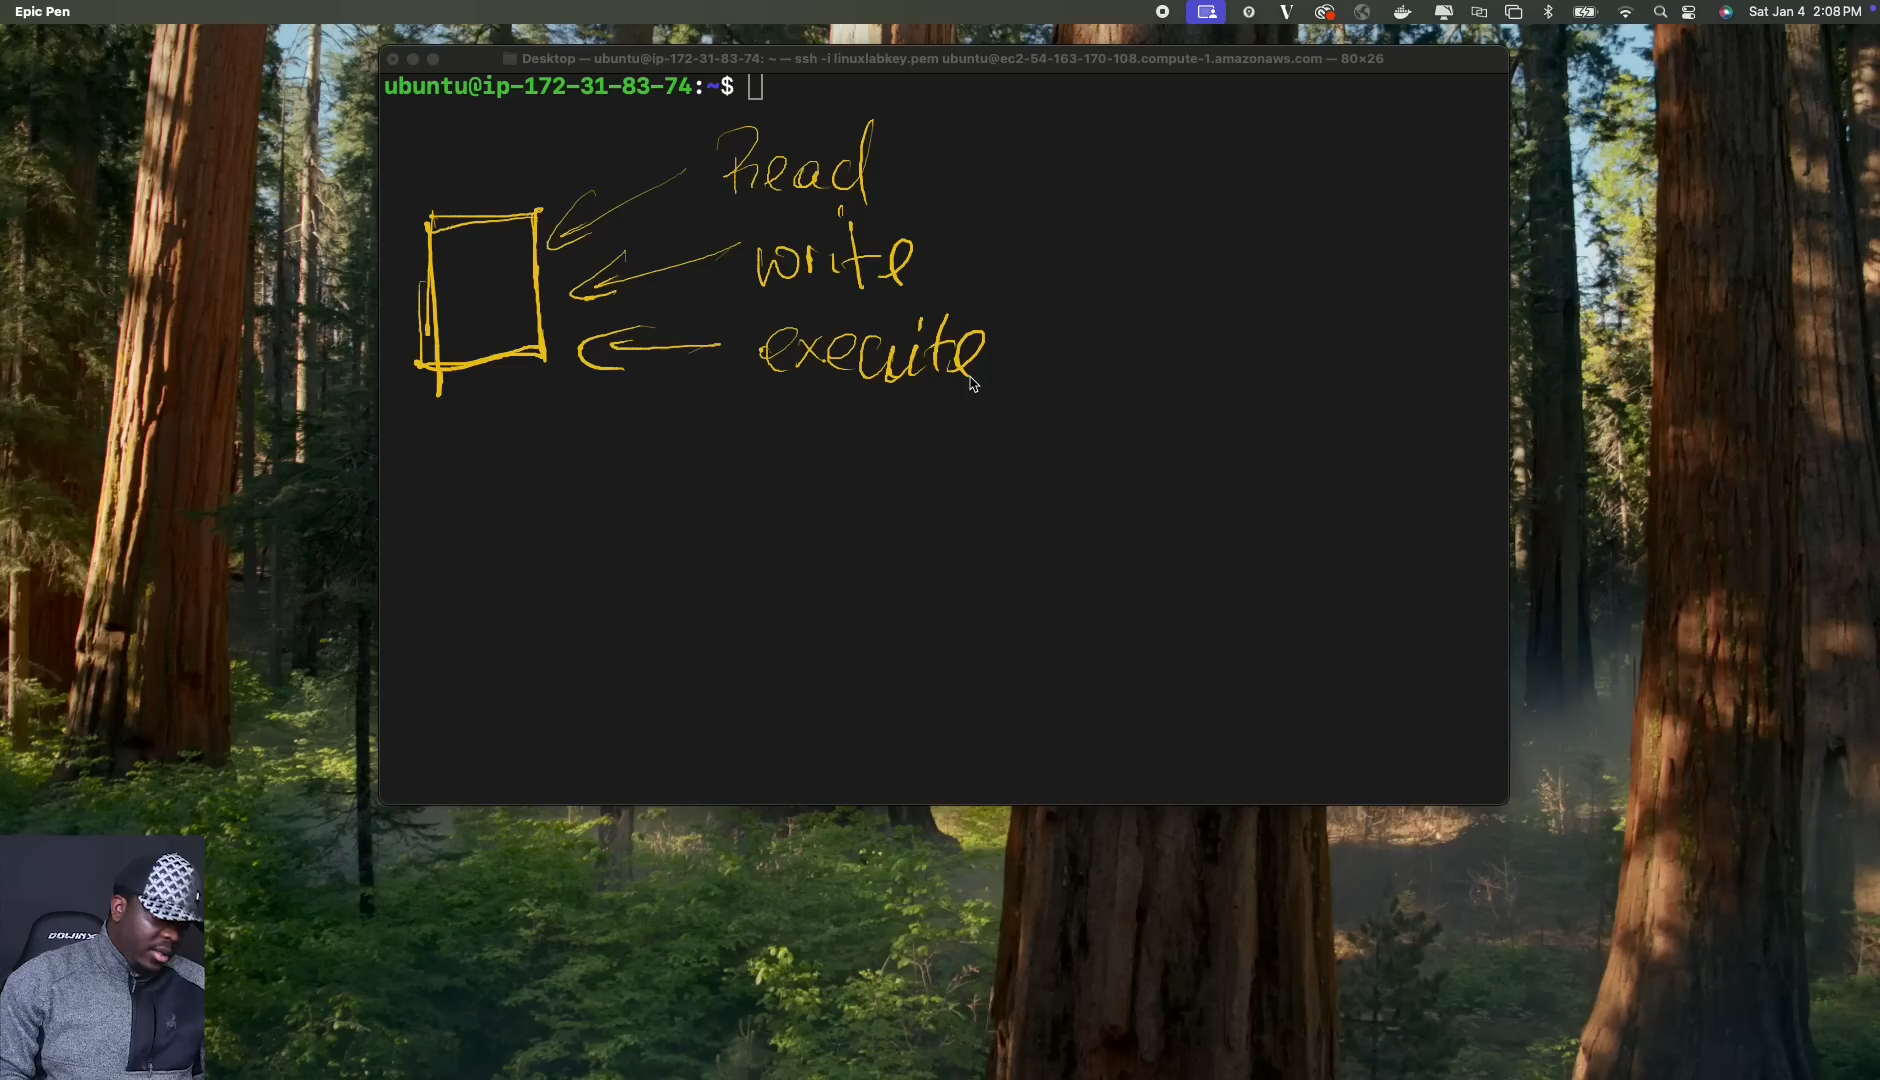 Epic Pen
Sat Jan 4 2:08 PM
Desktop — ubuntu@ip-172-31-83-74: ~ — ssh -i linuxlabkey.pem ubuntu@ec2-54-163-170-108.compute-1.amazonaws.com — 80×26
ubuntu@ip-172-31-83-74:~$
Read
write
execute
DOWINX